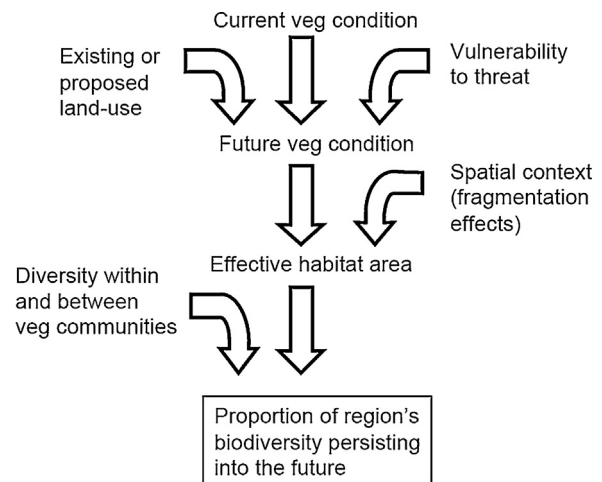 Current veg condition
Existing or
proposed
land-use
Vulnerability
to threat
Future veg condition
Spatial context
(fragmentation
effects)
Effective habitat area
Diversity within
and between
veg communities
Proportion of region's
biodiversity persisting
into the future